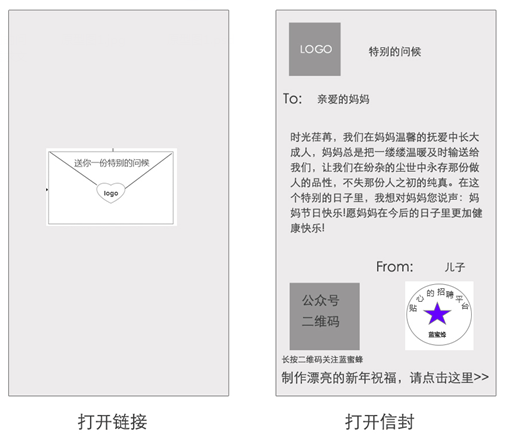 送你一份特别的问候
logo
打开链接
LOGO
特别的问候
To: 亲爱的妈妈
时光荏苒，我们在妈妈温馨的抚爱中长大
成人，妈妈总是把一缕缕温暖及时输送给
我们，让我们在纷杂的尘世中永存那份做
人的品性，不失那份人之初的纯真。在这
个特别的日子里，我想对妈妈您说声：妈
妈节日快乐!愿妈妈在今后的日子里更加健
康快乐!
From: 儿子
公众号
二维码
贴心的招聘平台
蓝蜜蜂
长按二维码关注蓝蜜蜂
制作漂亮的新年祝福，请点击这里>>
打开信封